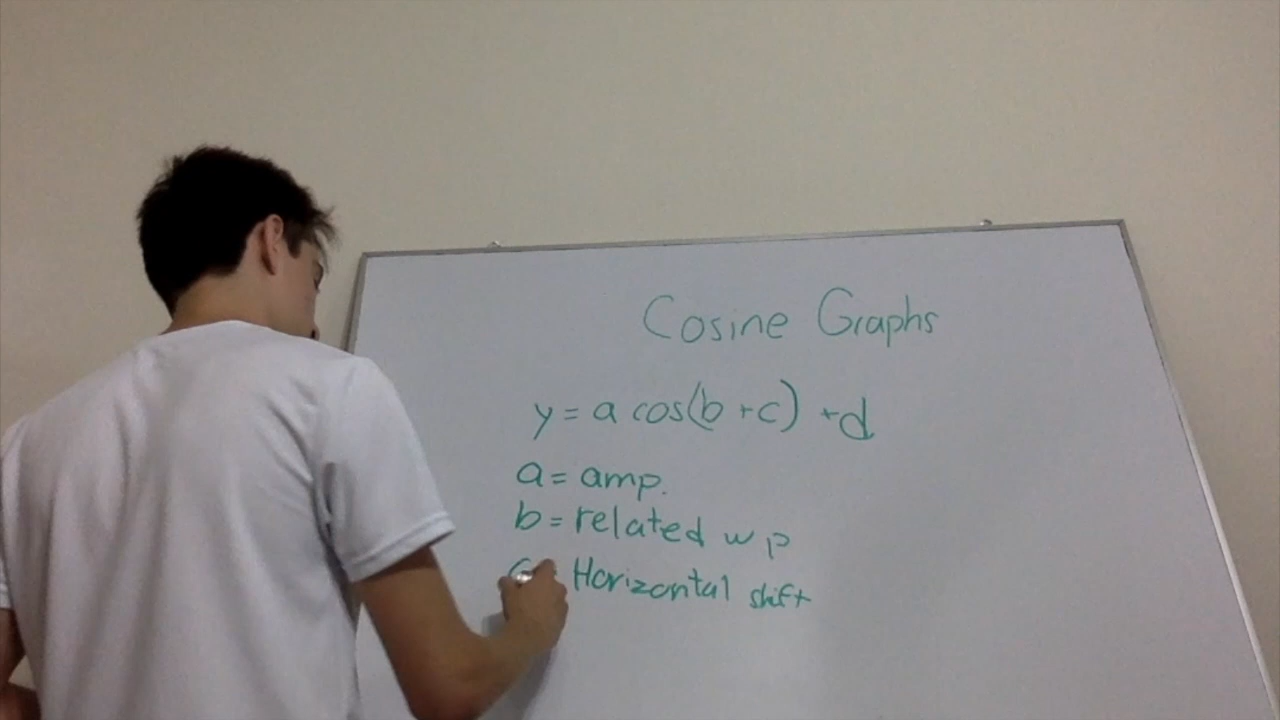 Cosine Graphs
y = a cos(b + c) + d
a = amp.
b = related w p
c = Horizontal shift